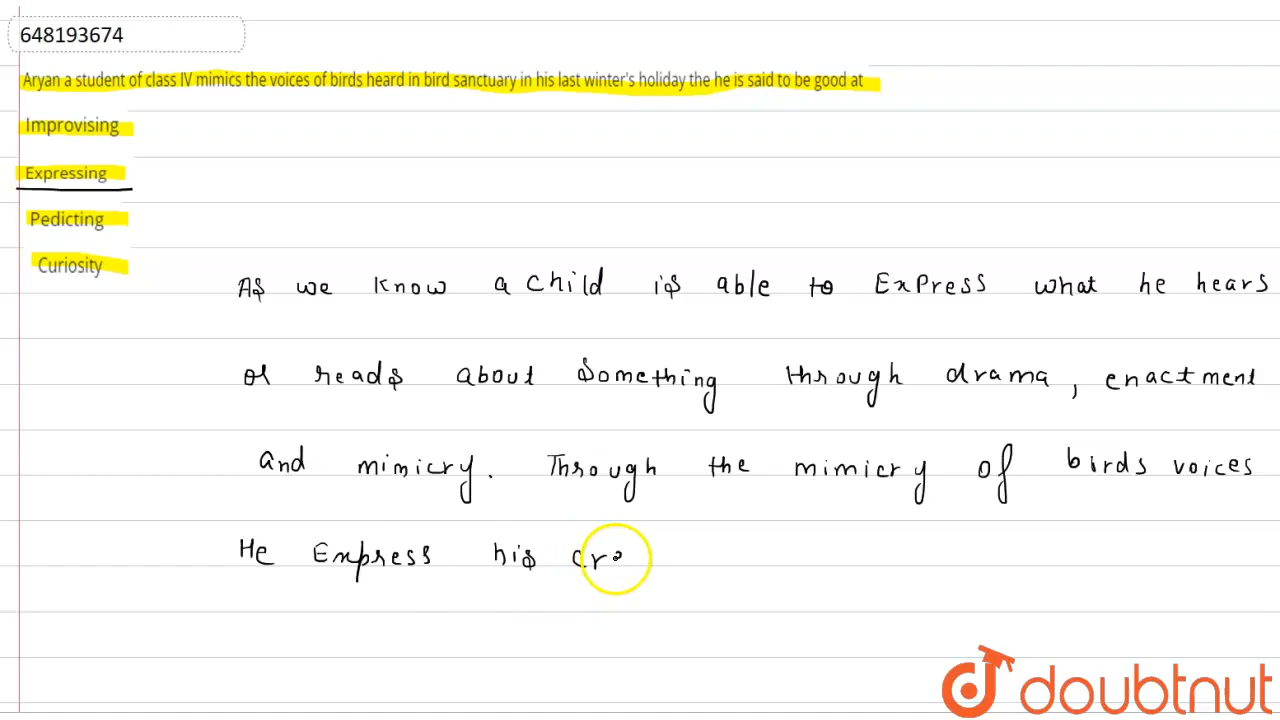 648193674
Aryan a student of class IV mimics the voices of birds heard in bird sanctuary in his last winter's holiday the he is said to be good at
Improvising
Expressing
Pedicting
Curiosity
As we know a child is able to ExPress what he hears
or reads about something through drama, enactment
and mimicry. Through the mimicry of birds voices
He Express his cr
doubtnut